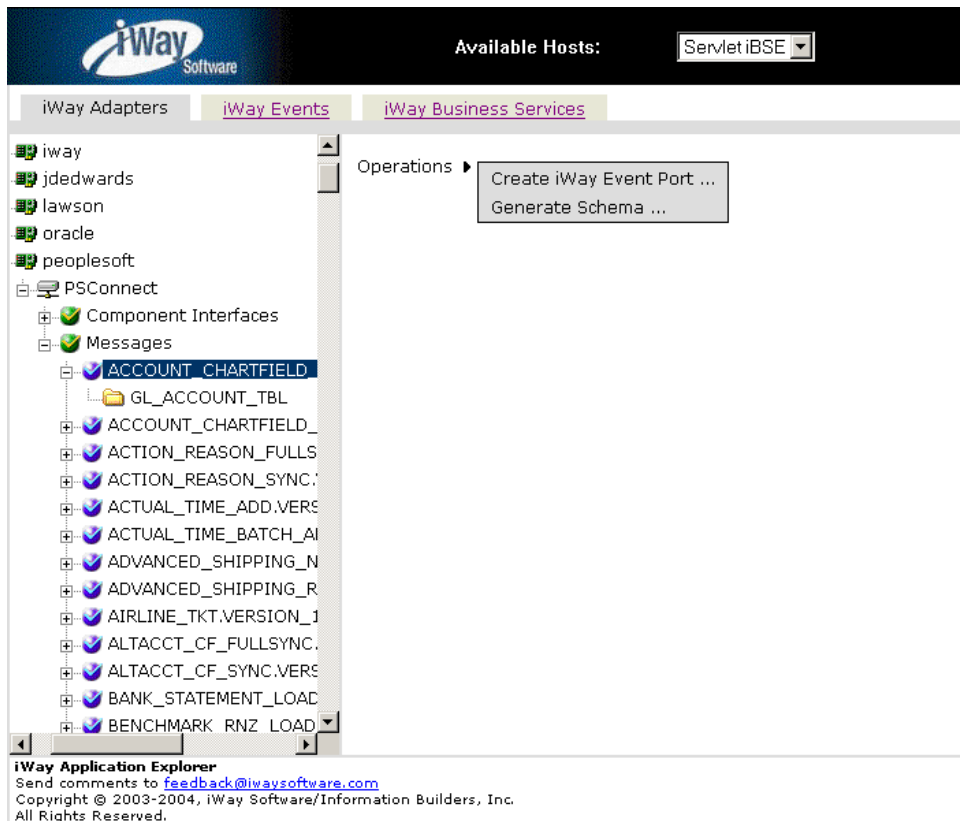 iWay
Software
Available Hosts:
Servlet iBSE
iWay Adapters
iWay Events
iWay Business Services
iway
jdedwards
lawson
oracle
peoplesoft
PSConnect
Component Interfaces
Messages
ACCOUNT_CHARTFIELD
GL_ACCOUNT_TBL
ACCOUNT_CHARTFIELD_
ACTION_REASON_FULLS
ACTION_REASON_SYNC.
ACTUAL_TIME_ADD.VERS
ACTUAL_TIME_BATCH_A
ADVANCED_SHIPPING_N
ADVANCED_SHIPPING_R
AIRLINE_TKT.VERSION_1
ALTACCT_CF_FULLSYNC.
ALTACCT_CF_SYNC.VERS
BANK_STATEMENT_LOAD
BENCHMARK_RNZ_LOAD
Operations
Create iWay Event Port ...
Generate Schema ...
iWay Application Explorer
Send comments to feedback@iwaysoftware.com
Copyright © 2003-2004, iWay Software/Information Builders, Inc.
All Rights Reserved.